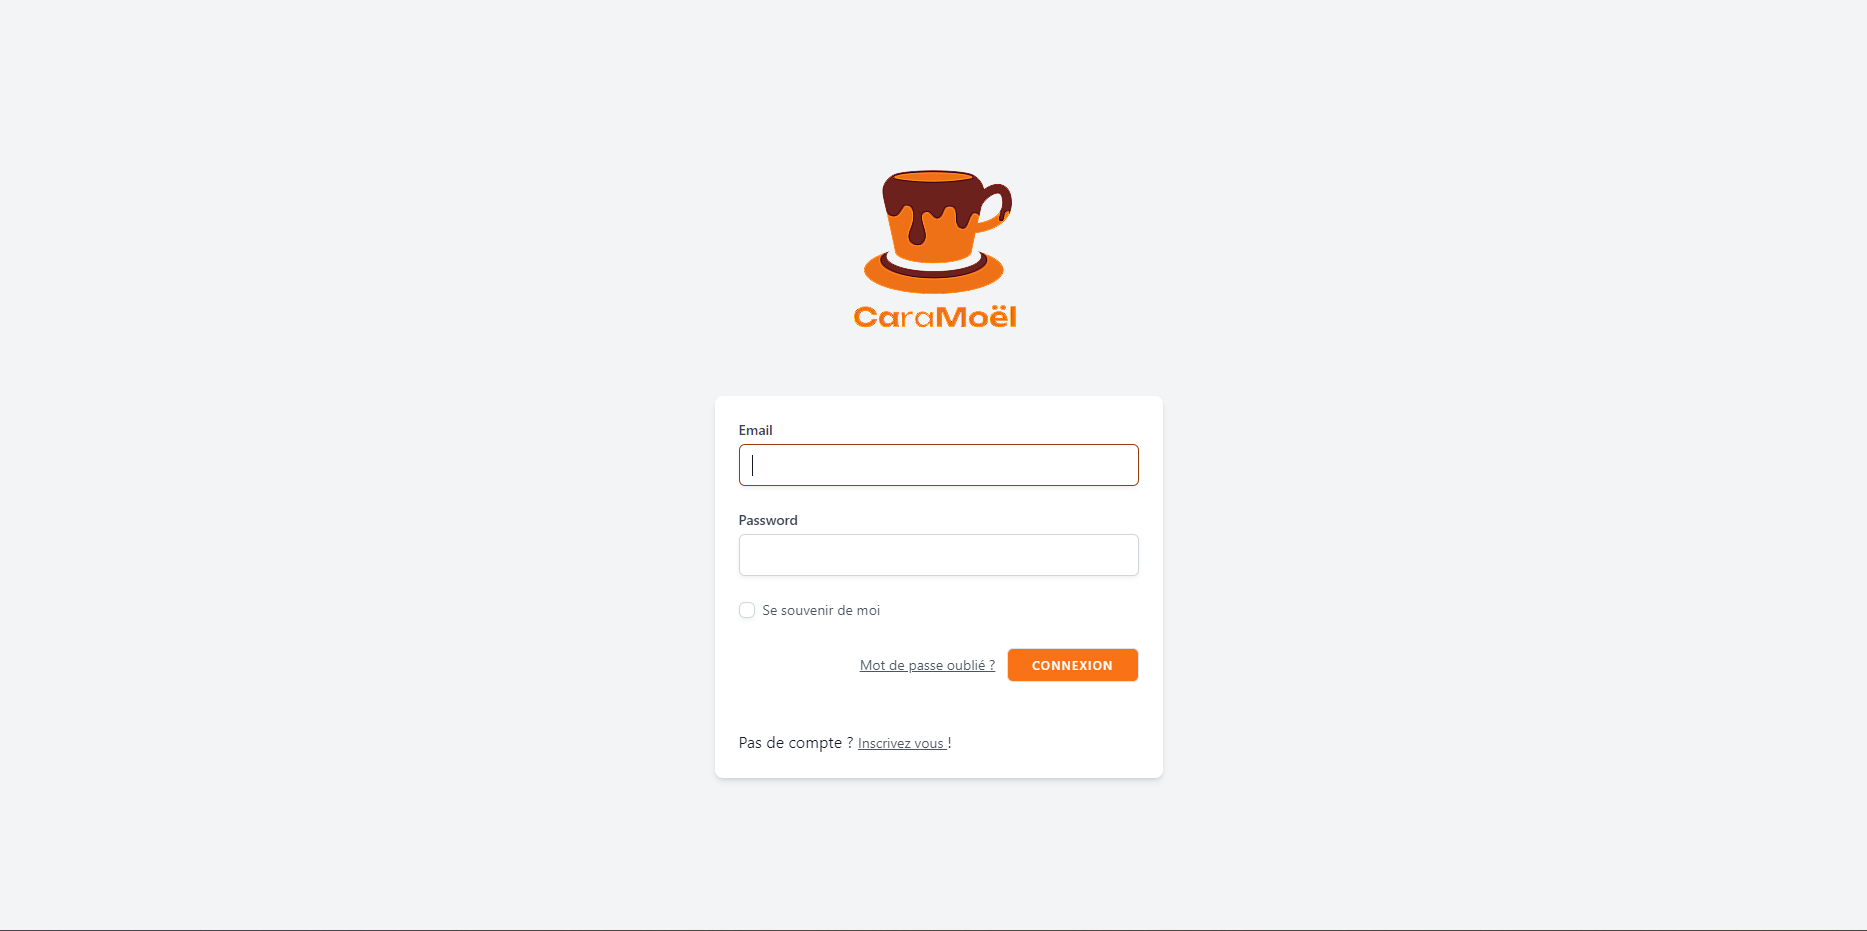 CaraMoël
Email
Password
Se souvenir de moi
Mot de passe oublié ? CONNEXION
Pas de compte ? Inscrivez vous !